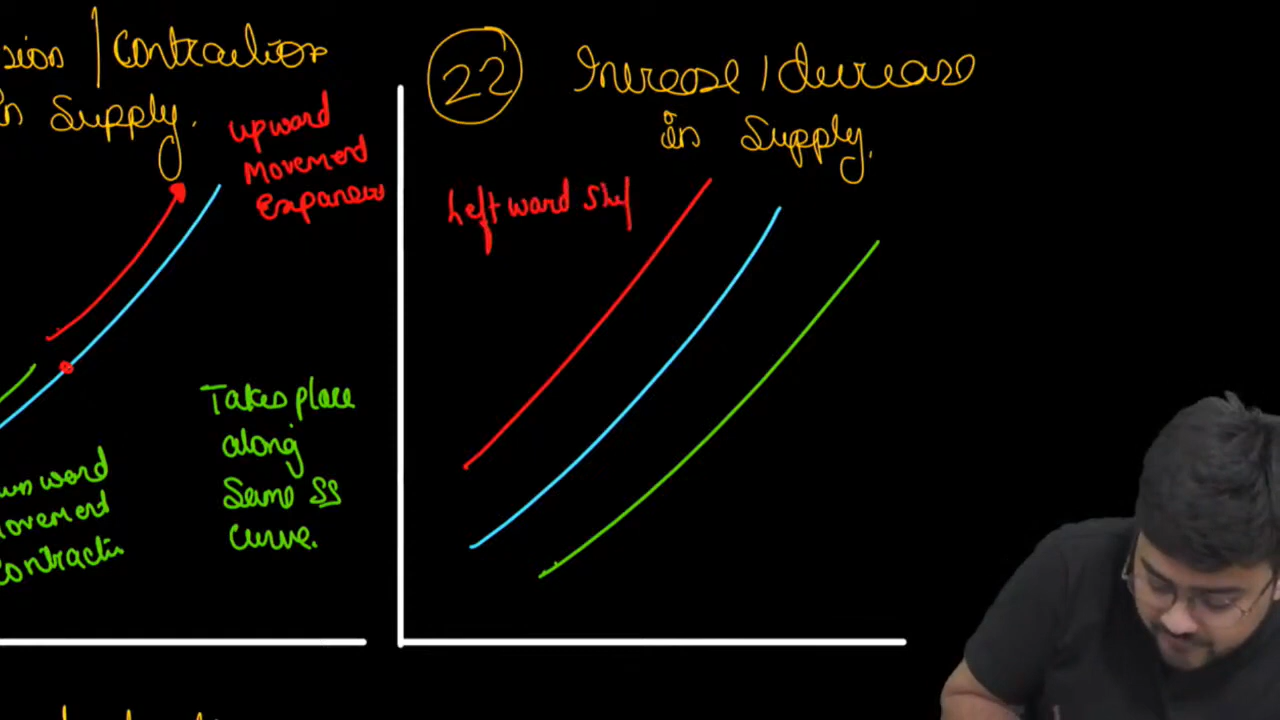 sion | Contraction
in Supply.
upward
Movement
Expansion
Takes place
along
Same SS
Curve.
ownward
ovement
Contractio
22
Increase / decrease
in Supply.
Leftward Shif